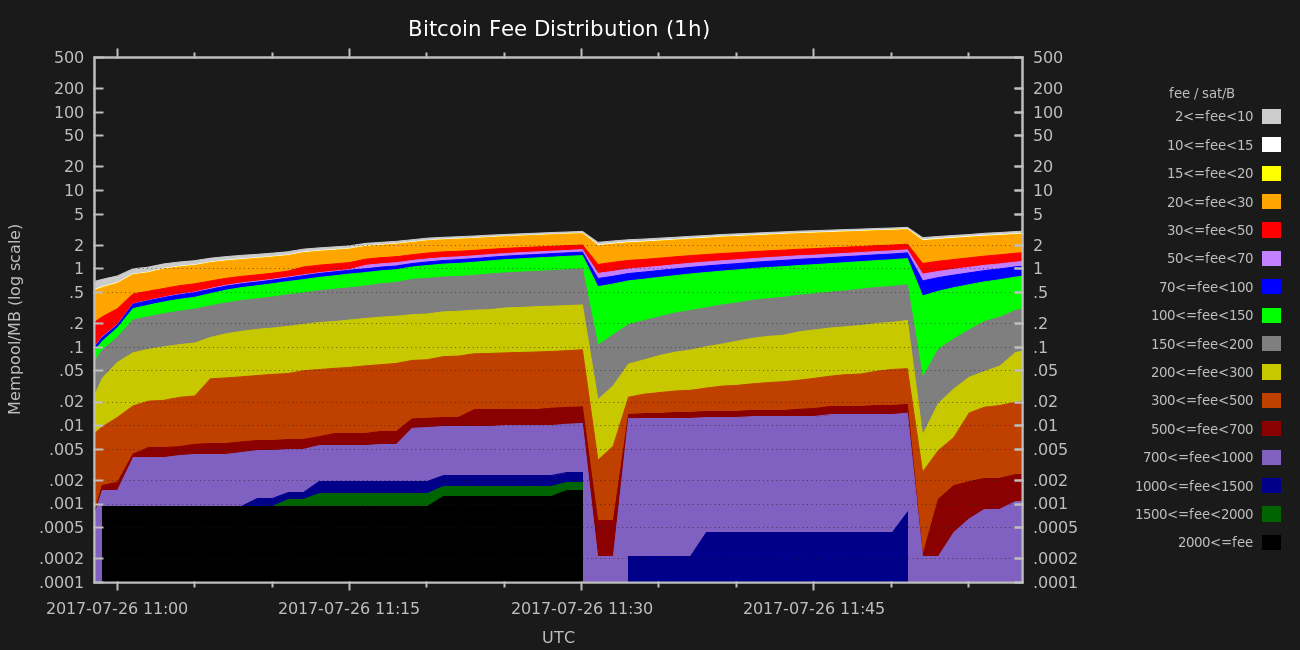 Bitcoin Fee Distribution (1h)
500
200
100
50
20
10
5
2
1
.5
.2
.1
.05
.02
.01
.005
.002
.001
.0005
.0002
.0001
Mempool/MB (log scale)
500
200
100
50
20
10
5
2
1
.5
.2
.1
.05
.02
.01
.005
.002
.001
.0005
.0002
.0001
2017-07-26 11:00
2017-07-26 11:15
2017-07-26 11:30
2017-07-26 11:45
UTC
fee / sat/B
2<=fee<10
10<=fee<15
15<=fee<20
20<=fee<30
30<=fee<50
50<=fee<70
70<=fee<100
100<=fee<150
150<=fee<200
200<=fee<300
300<=fee<500
500<=fee<700
700<=fee<1000
1000<=fee<1500
1500<=fee<2000
2000<=fee